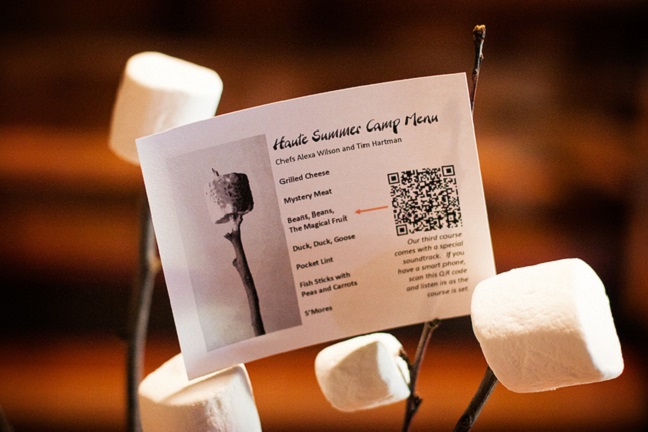 Haute Summer Camp Menu
Chefs Alexa Wilson and Tim Hartman
Grilled Cheese
Mystery Meat
Beans, Beans,
The Magical Fruit
Duck, Duck, Goose
Pocket Lint
Fish Sticks with
Peas and Carrots
S'Mores
Our third course
comes with a special
soundtrack. If you
have a smart phone,
scan this QR code
and listen in as the
course is set